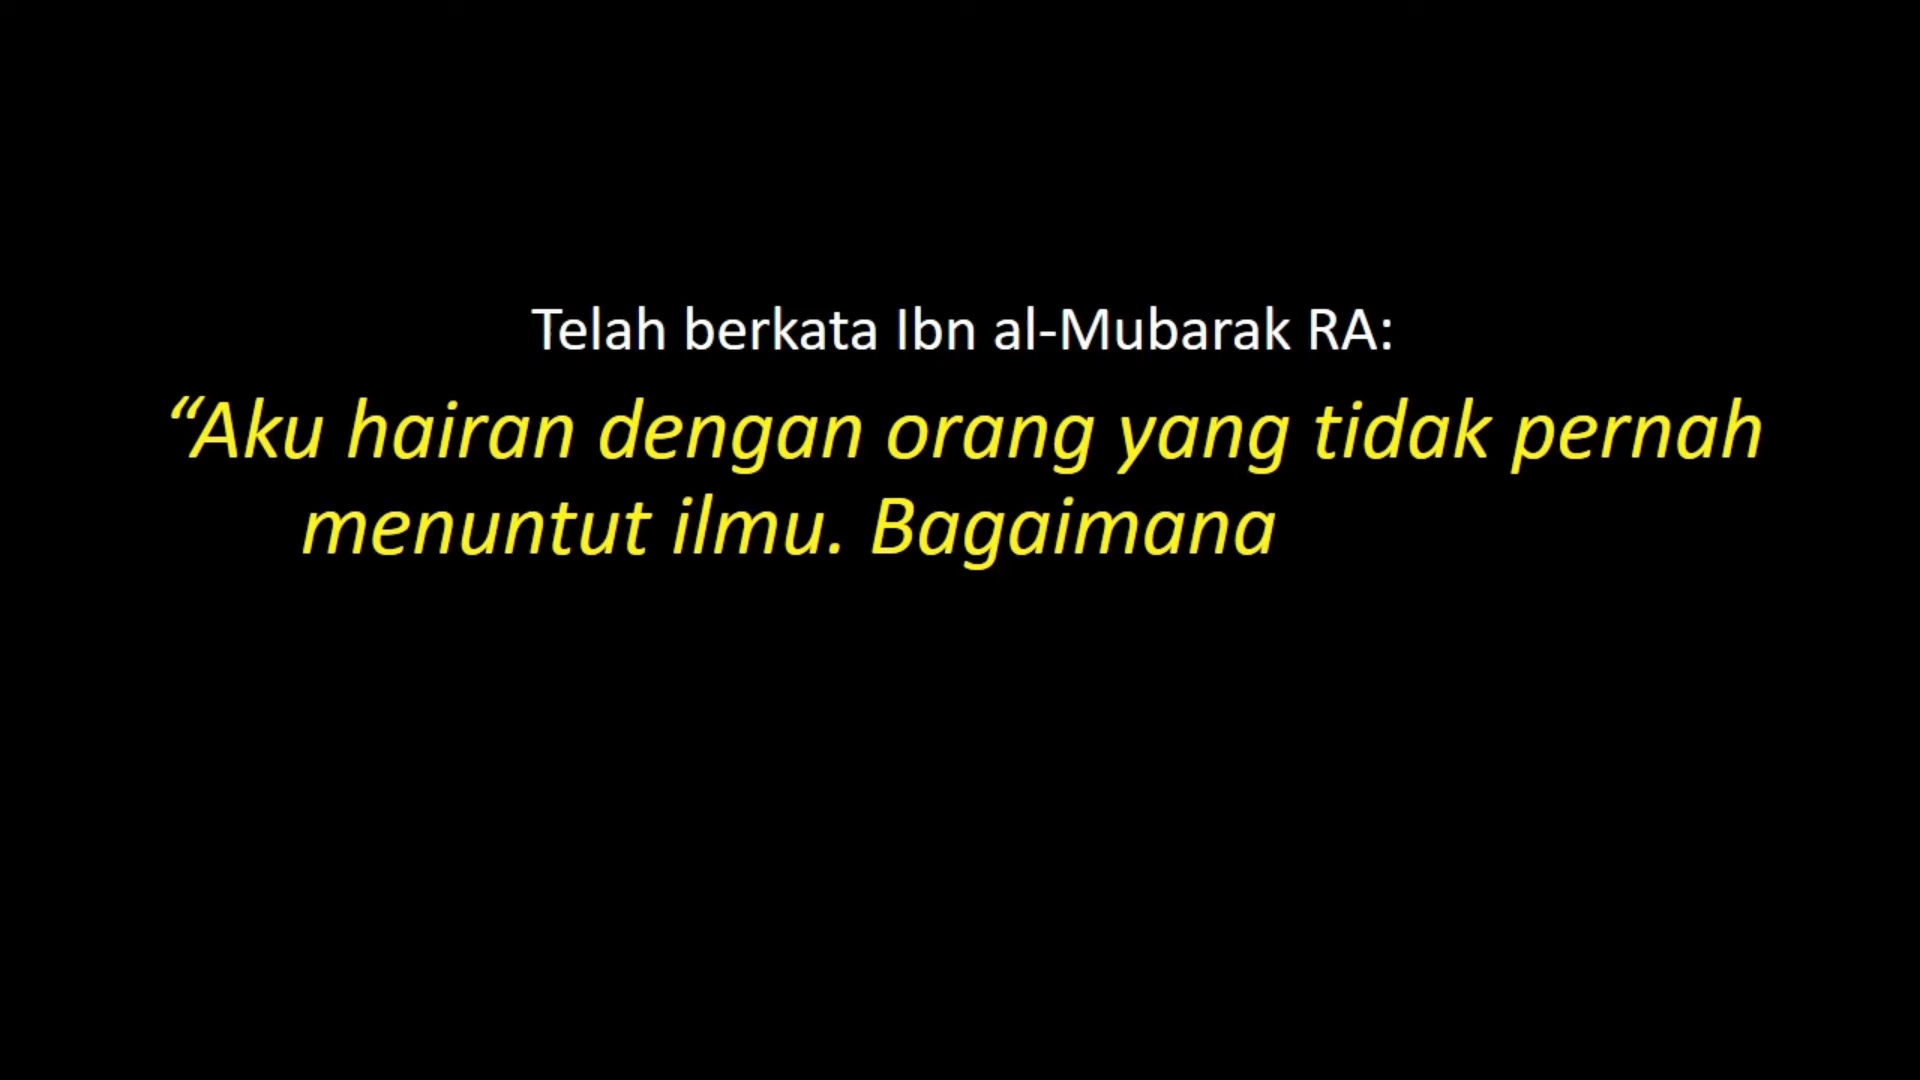 Telah berkata Ibn al-Mubarak RA:
“Aku hairan dengan orang yang tidak pernah
menuntut ilmu. Bagaimana